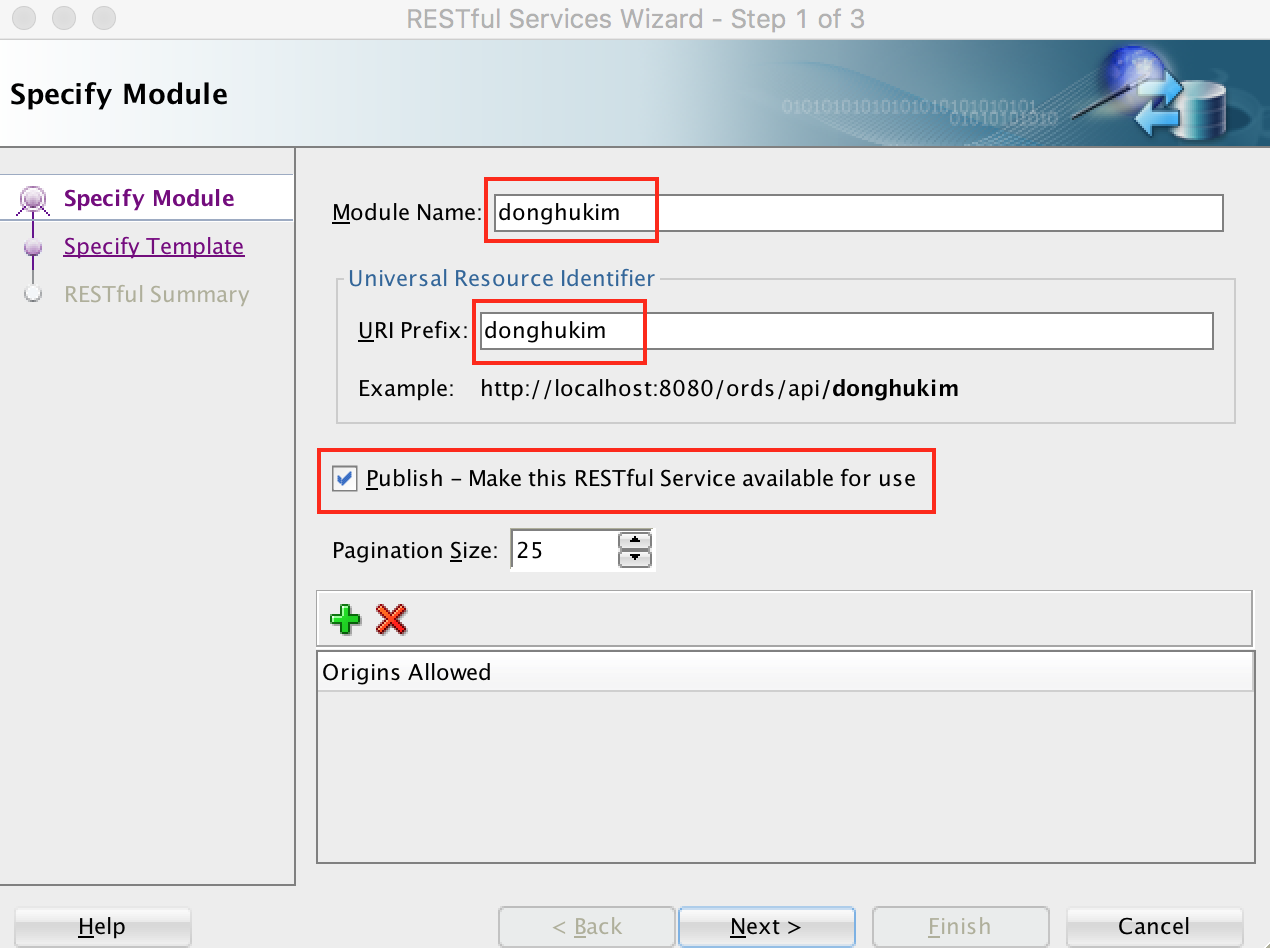 RESTful Services Wizard - Step 1 of 3
Specify Module
01010101010101010101010101
01010101010
Specify Module
Specify Template
RESTful Summary
Module Name: donghukim
Universal Resource Identifier
URI Prefix: donghukim
Example: http://localhost:8080/ords/api/donghukim
Publish – Make this RESTful Service available for use
Pagination Size: 25
Origins Allowed
Help
< Back
Next >
Finish
Cancel